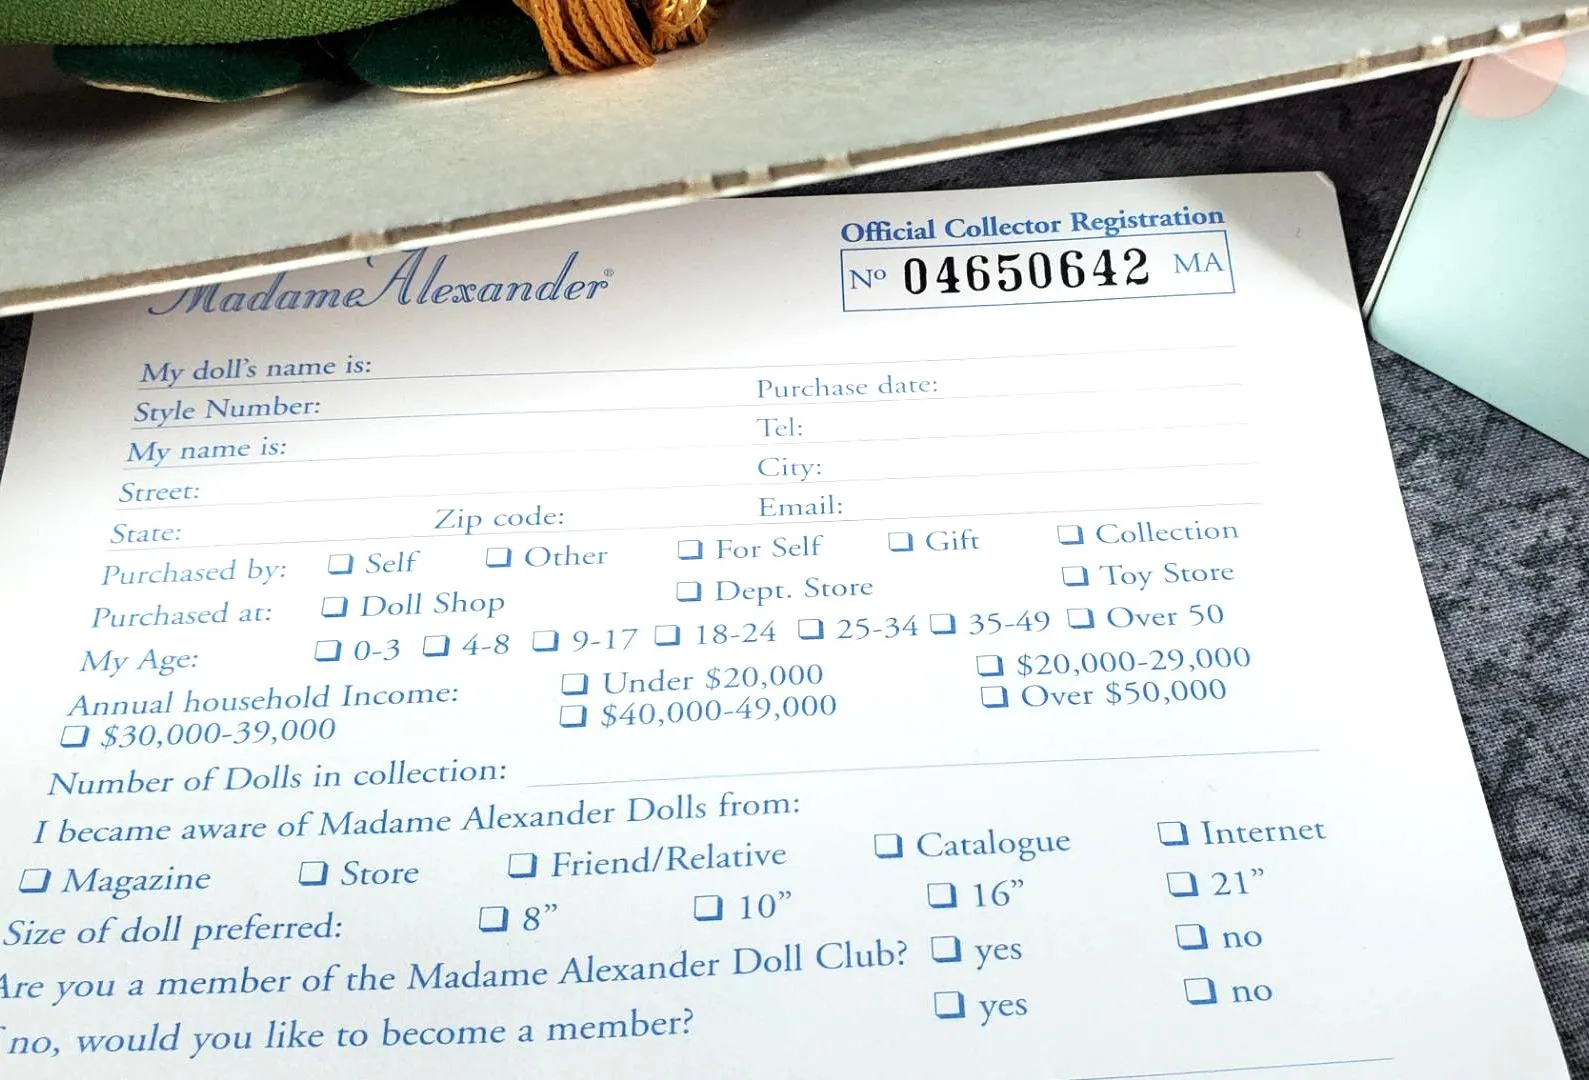 Official Collector Registration
Madame Alexander®
Nº 04650642 MA
My doll's name is:
Style Number: Purchase date:
My name is: Tel:
Street: City:
State: Zip code: Email:
Purchased by: ❏ Self ❏ Other ❏ For Self ❏ Gift ❏ Collection
Purchased at: ❏ Doll Shop ❏ Dept. Store ❏ Toy Store
My Age: ❏ 0-3 ❏ 4-8 ❏ 9-17 ❏ 18-24 ❏ 25-34 ❏ 35-49 ❏ Over 50
Annual household Income: ❏ Under $20,000 ❏ $20,000-29,000
❏ $30,000-39,000 ❏ $40,000-49,000 ❏ Over $50,000
Number of Dolls in collection:
I became aware of Madame Alexander Dolls from:
❏ Magazine ❏ Store ❏ Friend/Relative ❏ Catalogue ❏ Internet
Size of doll preferred: ❏ 8” ❏ 10” ❏ 16” ❏ 21”
Are you a member of the Madame Alexander Doll Club? ❏ yes ❏ no
no, would you like to become a member? ❏ yes ❏ no